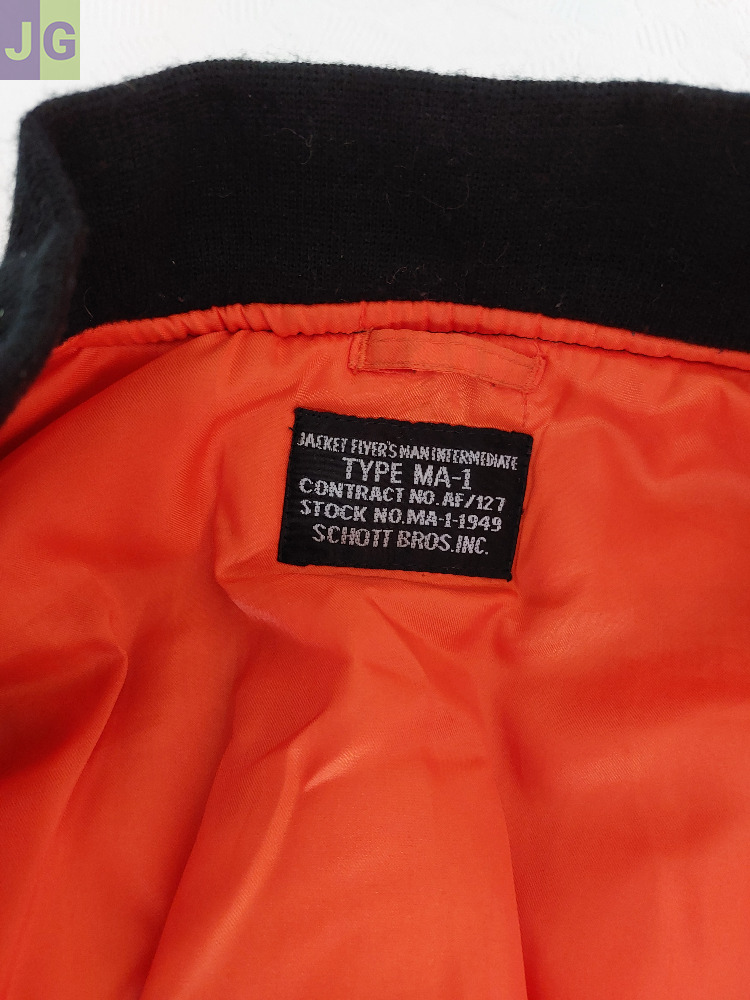 JG
JACKET FLYER'S MAN INTERMEDIATE
TYPE MA-1
CONTRACT NO. AF/127
STOCK NO. MA-1-1949
SCHOTT BROS. INC.